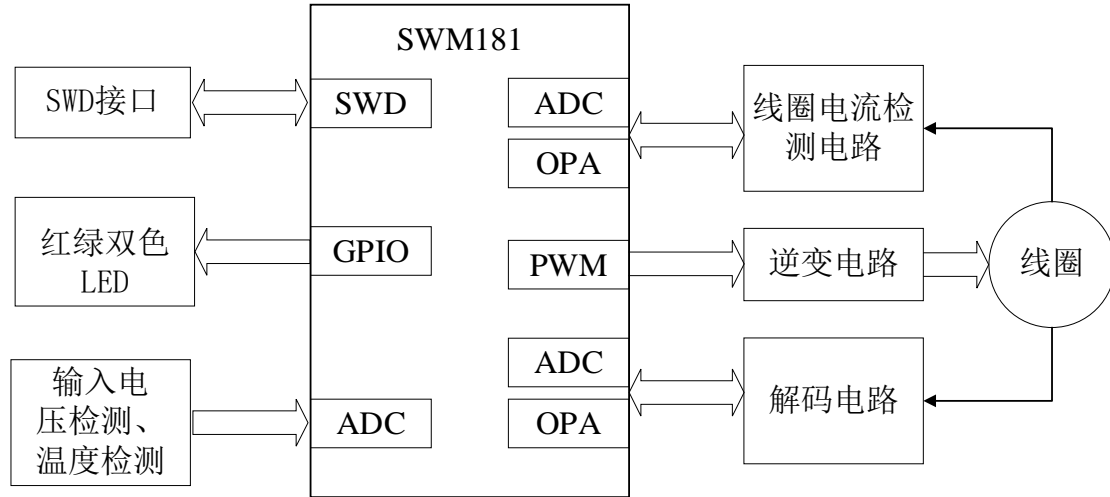 SWM181
SWD接口
SWD
红绿双色
LED
GPIO
输入电
压检测、
温度检测
ADC
ADC
OPA
线圈电流检
测电路
PWM
逆变电路
线圈
ADC
OPA
解码电路